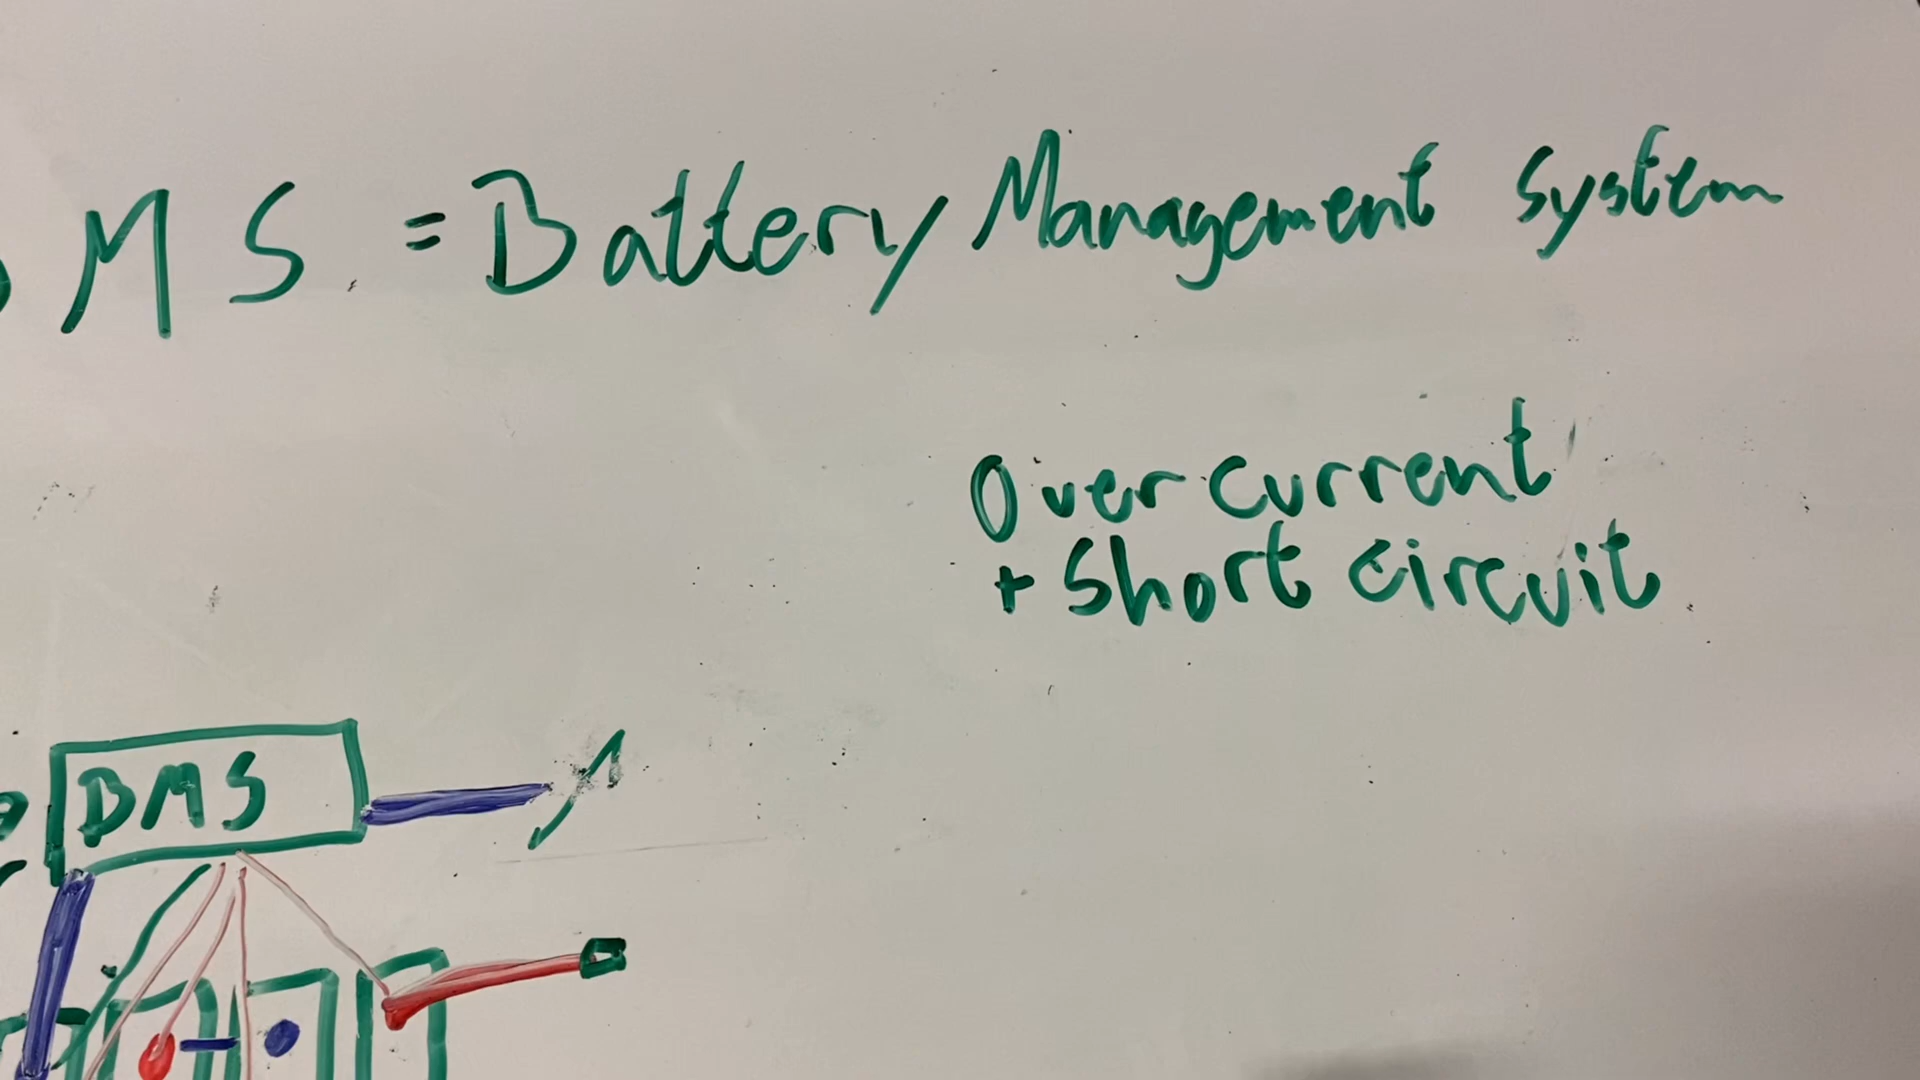 MS = Battery Management System
Over current
+ Short circuit
BMS